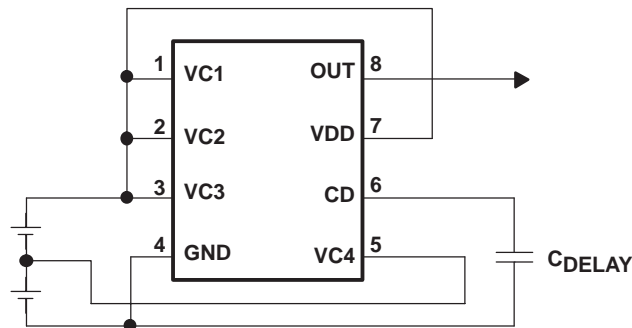 1 VC1 OUT 8
2 VC2 VDD 7
3 VC3 CD 6
4 GND VC4 5
CDELAY